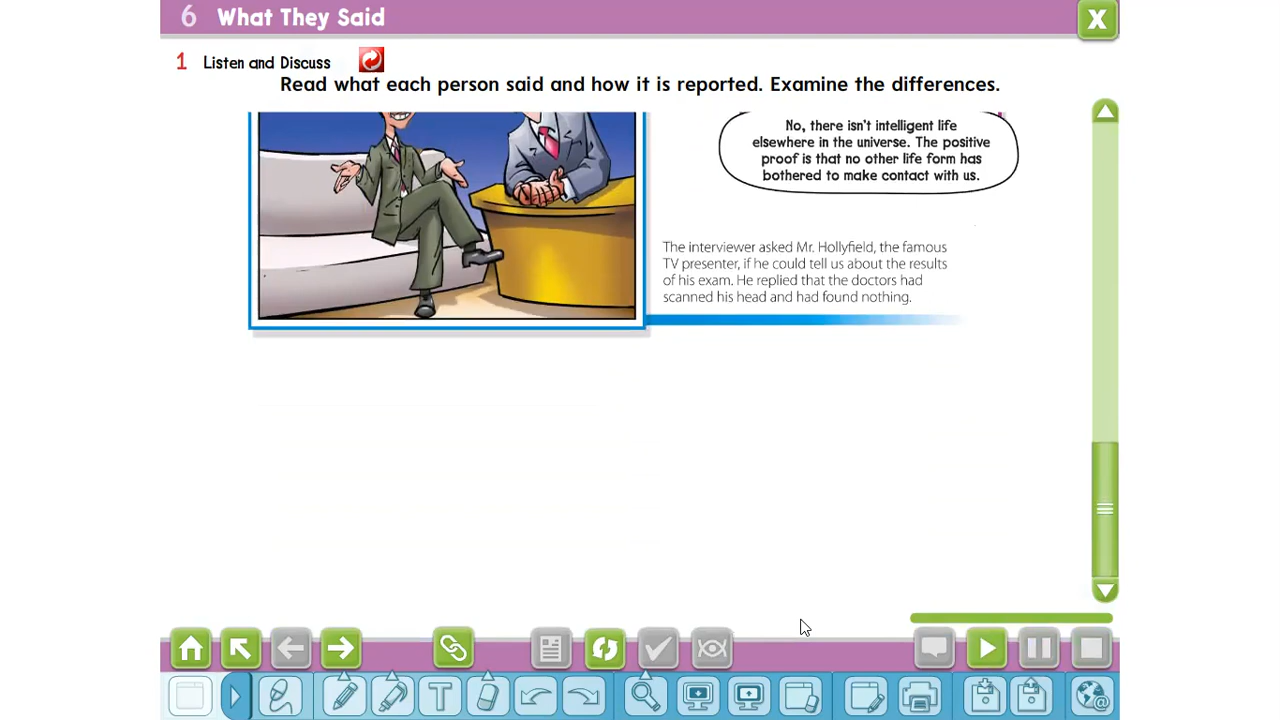 6 What They Said
X
1 Listen and Discuss
Read what each person said and how it is reported. Examine the differences.
No, there isn't intelligent life
elsewhere in the universe. The positive
proof is that no other life form has
bothered to make contact with us.
The interviewer asked Mr. Hollyfield, the famous
TV presenter, if he could tell us about the results
of his exam. He replied that the doctors had
scanned his head and had found nothing.
T
@